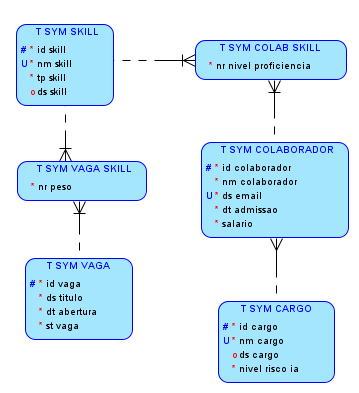 T SYM SKILL
# * id skill
U * nm skill
* tp skill
o ds skill
T SYM COLAB SKILL
* nr nivel proficiencia
T SYM VAGA SKILL
* nr peso
T SYM COLABORADOR
# * id colaborador
* nm colaborador
U * ds email
* dt admissao
* salario
T SYM VAGA
# * id vaga
* ds titulo
* dt abertura
* st vaga
T SYM CARGO
# * id cargo
U * nm cargo
o ds cargo
* nivel risco ia